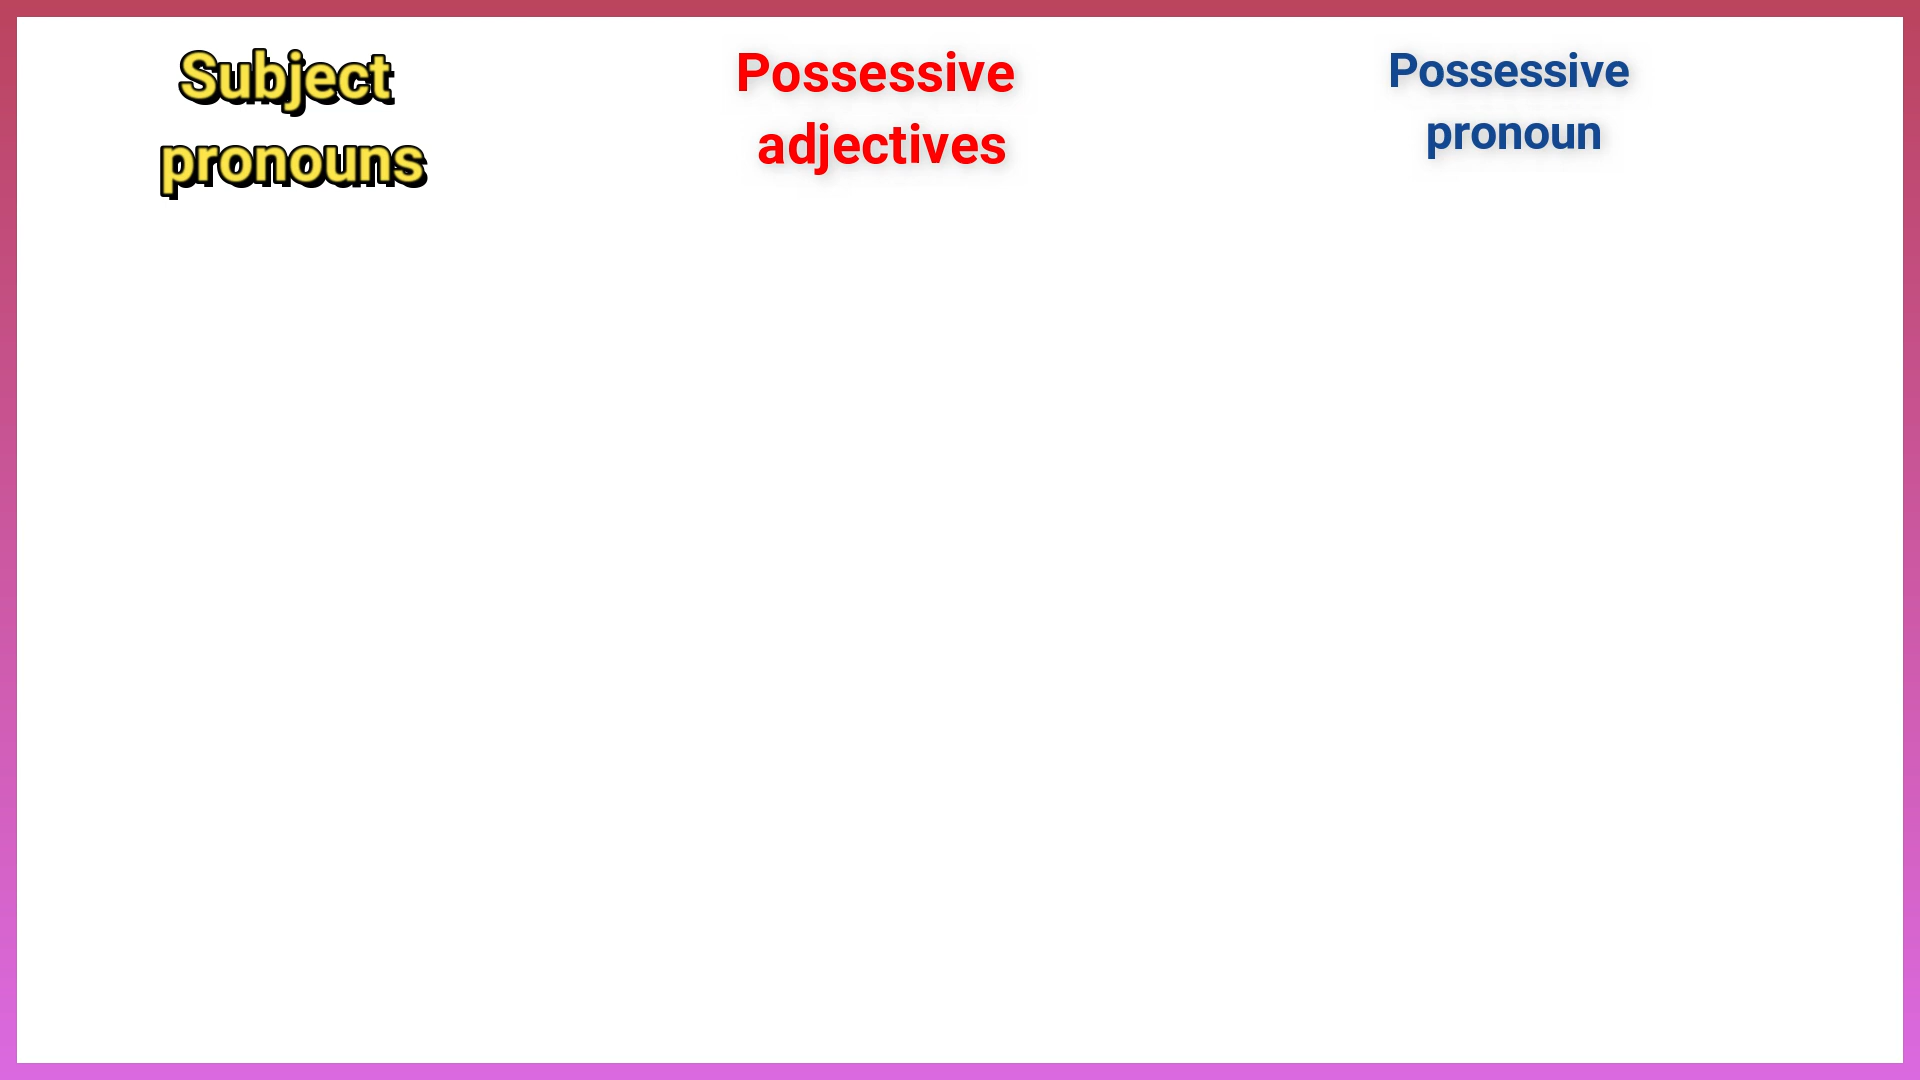 Subject
pronouns
Possessive
adjectives
Possessive
pronoun